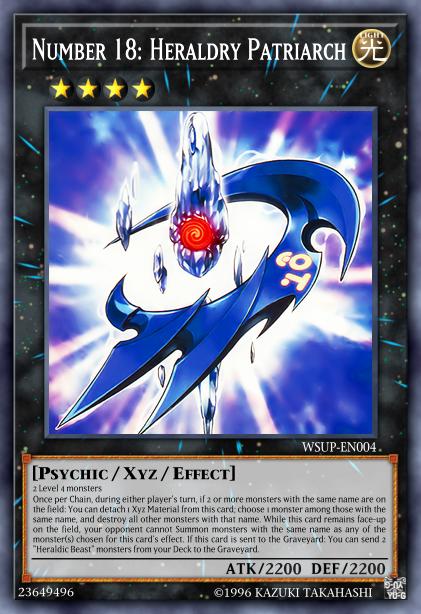 NUMBER 18: HERALDRY PATRIARCH
LIGHT
光
WSUP-EN004
[PSYCHIC / XYZ / EFFECT]
2 Level 4 monsters
Once per Chain, during either player's turn, if 2 or more monsters with the same name are on
the field: You can detach 1 Xyz Material from this card; choose 1 monster among those with the
same name, and destroy all other monsters with that name. While this card remains face-up
on the field, your opponent cannot Summon monsters with the same name as any of the
monster(s) chosen for this card's effect. If this card is sent to the Graveyard: You can send 2
"Heraldic Beast" monsters from your Deck to the Graveyard.
ATK/2200 DEF/2200
23649496
©1996 KAZUKI TAKAHASHI